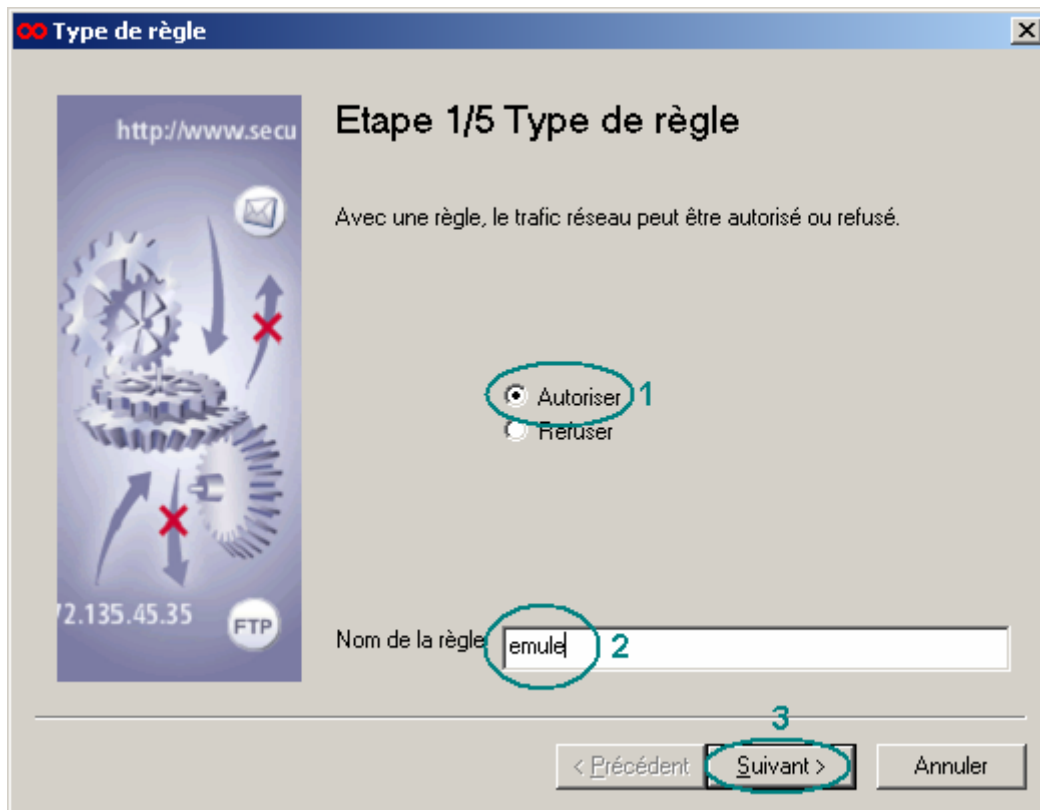 Type de règle
http://www.secu
Etape 1/5 Type de règle
Avec une règle, le trafic réseau peut être autorisé ou refusé.
Autoriser 1
Refuser
72.135.45.35
FTP
Nom de la règle emule 2
3
< Précédent Suivant > Annuler